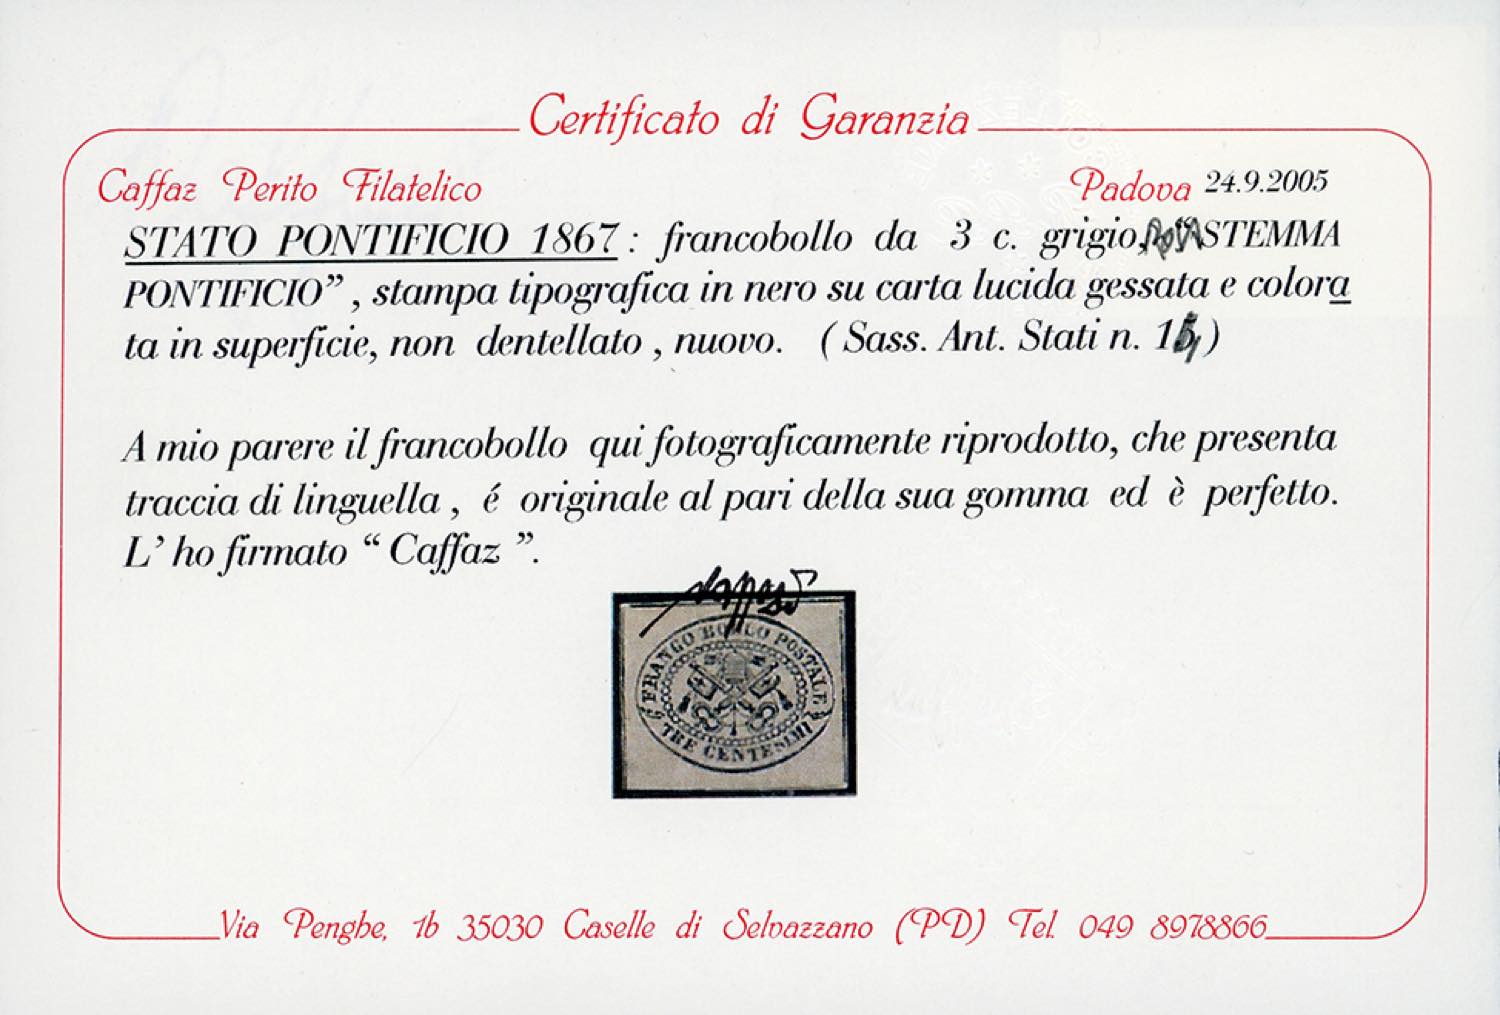 Certificato di Garanzia
Caffaz Perito Filatelico
Padova 24.9.2005
STATO PONTIFICIO 1867 : francobollo da 3 c. grigio, “STEMMA
PONTIFICIO” , stampa tipografica in nero su carta lucida gessata e colora
ta in superficie, non dentellato , nuovo. ( Sass. Ant. Stati n. )
A mio parere il francobollo qui fotograficamente riprodotto, che presenta
traccia di linguella , é originale al pari della sua gomma ed è perfetto.
L’ ho firmato “ Caffaz ”.
FRANCO BOLLO POSTALE
TRE CENTESIMI
Via Penghe, 1b 35030 Caselle di Selvazzano (PD) Tel. 049 8978866